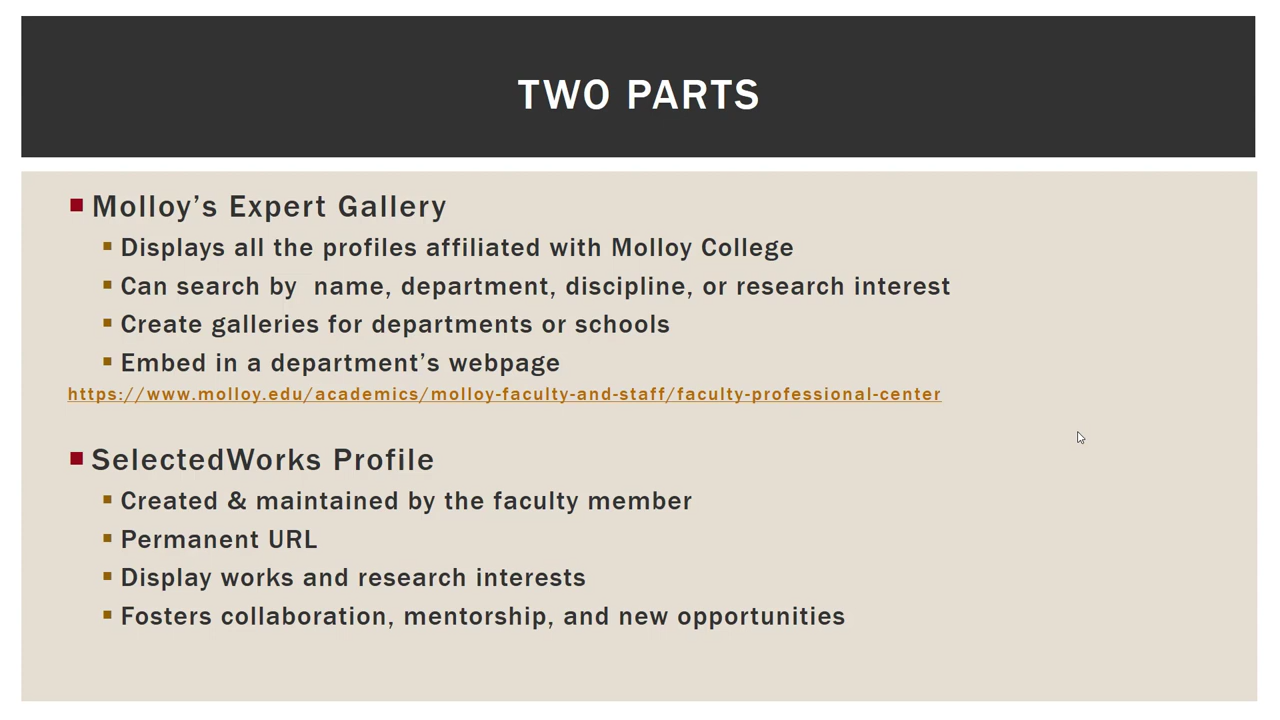 TWO PARTS
Molloy’s Expert Gallery
Displays all the profiles affiliated with Molloy College
Can search by  name, department, discipline, or research interest
Create galleries for departments or schools
Embed in a department’s webpage
https://www.molloy.edu/academics/molloy-faculty-and-staff/faculty-professional-center
SelectedWorks Profile
Created & maintained by the faculty member
Permanent URL
Display works and research interests
Fosters collaboration, mentorship, and new opportunities